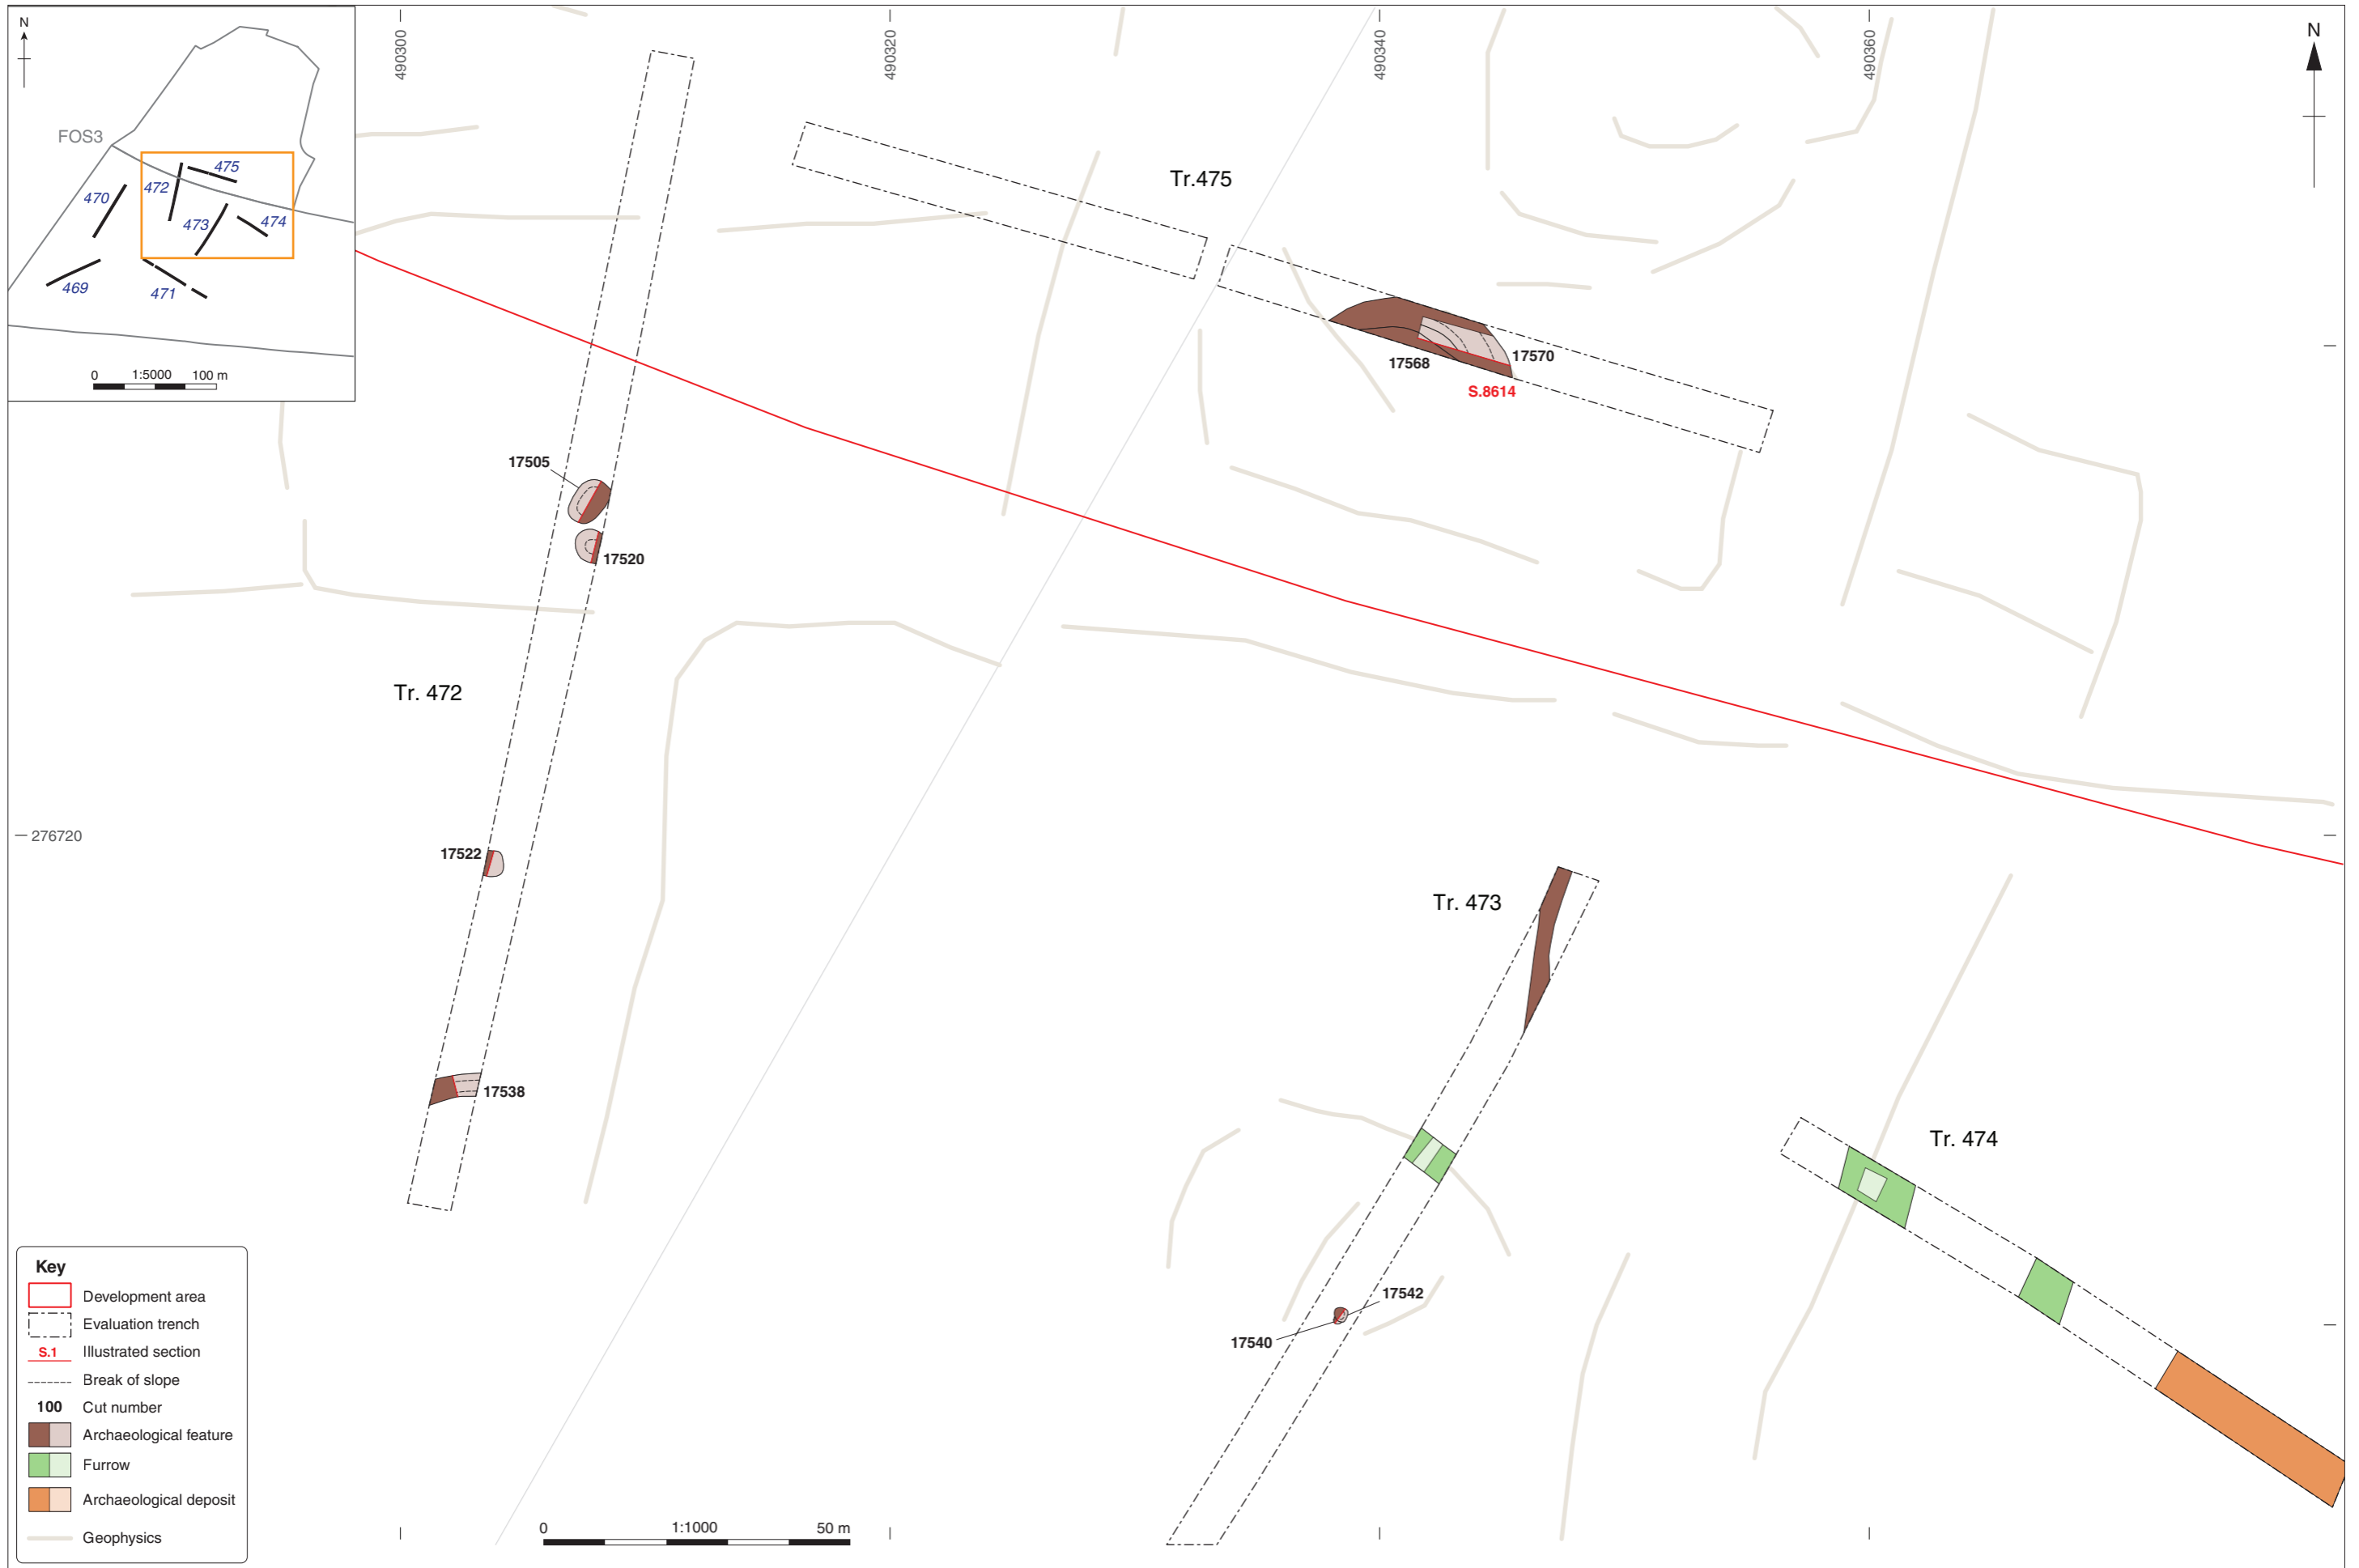 N
FOS3
475
472
470
474
473
469
471
0 1:5000 100 m
490300
490320
490340
490360
N
Tr.475
17570
17568
S.8614
17505
17520
Tr. 472
276720
17522
Tr. 473
17538
Tr. 474
17542
17540
Key
Development area
Evaluation trench
S.1 Illustrated section
Break of slope
100 Cut number
Archaeological feature
Furrow
Archaeological deposit
Geophysics
0 1:1000 50 m